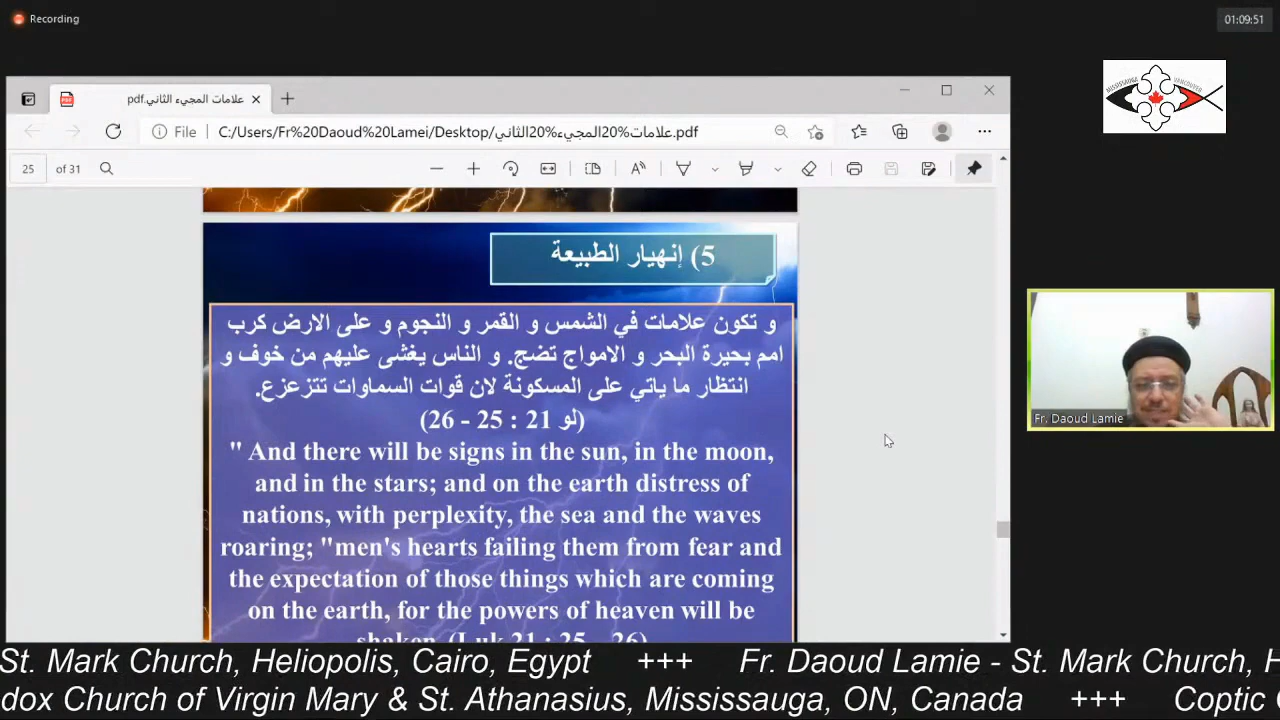 Recording
01:09:51
علامات المجيء الثاني.pdf
File
C:/Users/Fr%20Daoud%20Lamei/Desktop/علامات%20المجيء%20الثاني.pdf
25 of 31
MISSISSAUGA VANCOUVER
5) إنهيار الطبيعة
و تكون علامات في الشمس و القمر و النجوم و على الارض كرب
امم بحيرة البحر و الامواج تضج. و الناس يغشى عليهم من خوف و
انتظار ما ياتي على المسكونة لان قوات السماوات تتزعزع.
(لو 21 : 25 - 26)
" And there will be signs in the sun, in the moon,
and in the stars; and on the earth distress of
nations, with perplexity, the sea and the waves
roaring; "men's hearts failing them from fear and
the expectation of those things which are coming
on the earth, for the powers of heaven will be
shaken. (Luk 21 : 25 - 26)
Fr. Daoud Lamie
St. Mark Church, Heliopolis, Cairo, Egypt +++ Fr. Daoud Lamie - St. Mark Church, H
dox Church of Virgin Mary & St. Athanasius, Mississauga, ON, Canada +++ Coptic